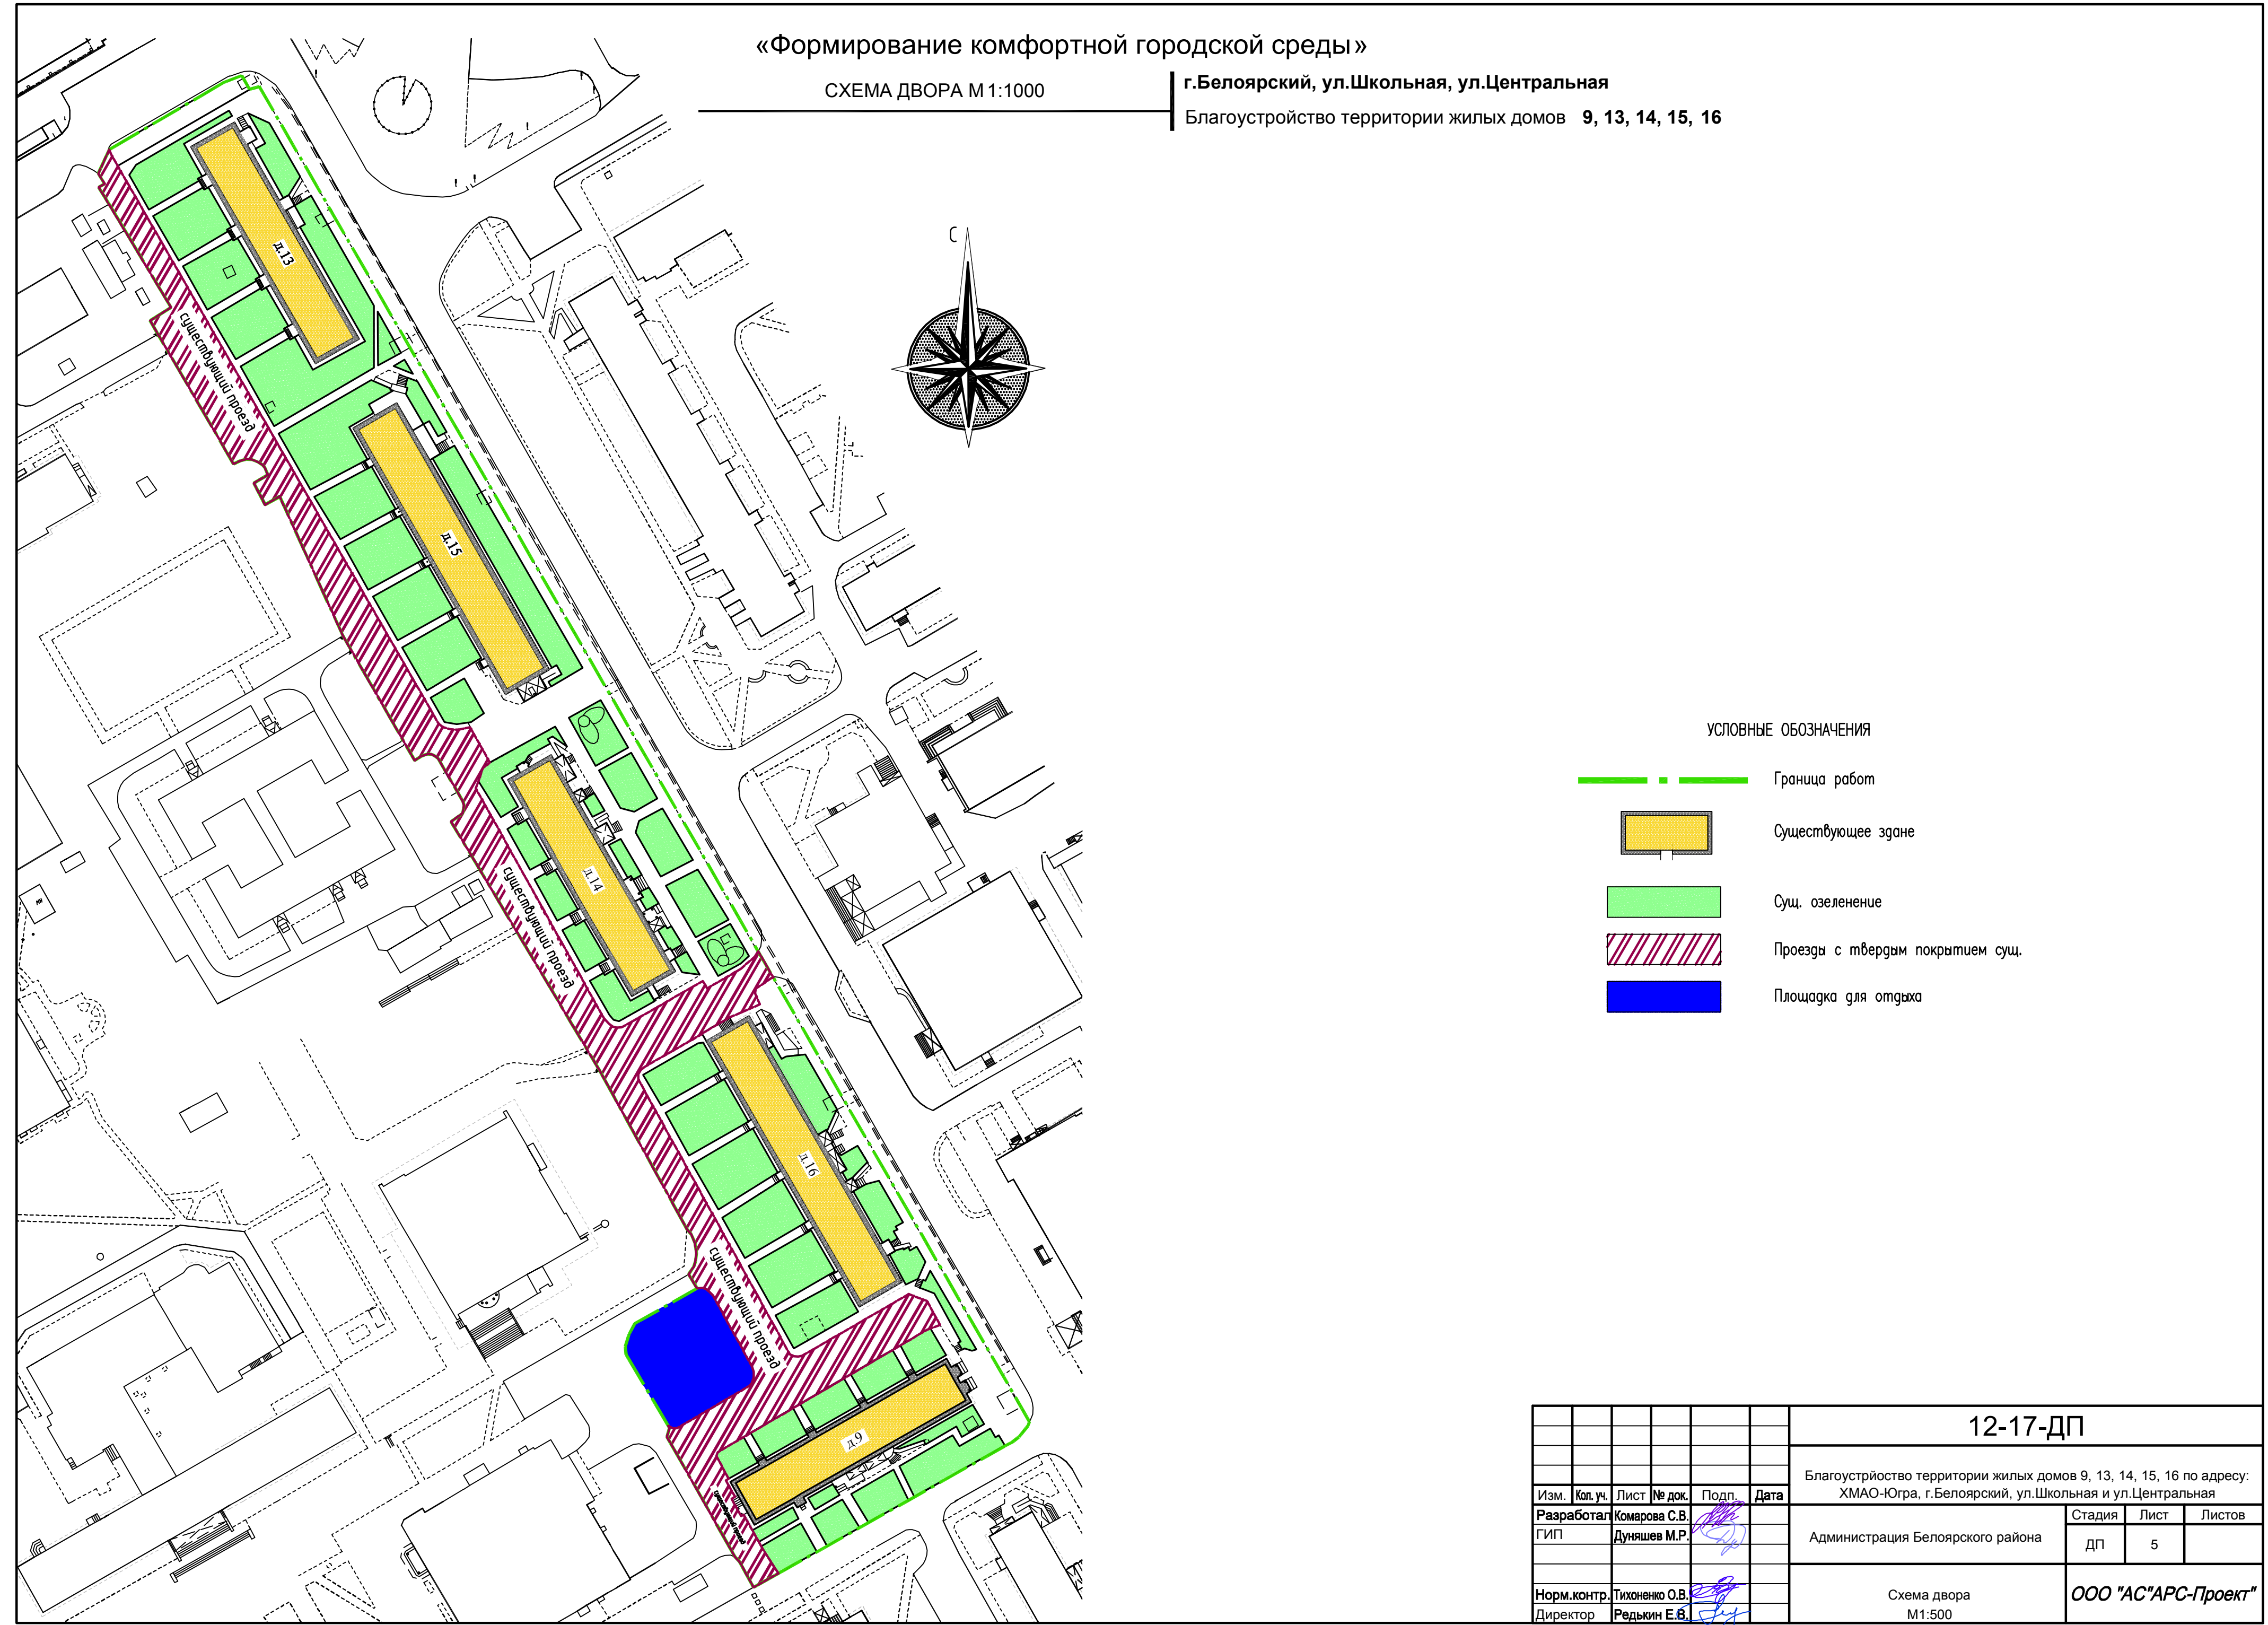 «Формирование комфортной городской среды»
СХЕМА ДВОРА М 1:1000
г.Белоярский, ул.Школьная, ул.Центральная
Благоустройство территории жилых домов 9, 13, 14, 15, 16
С
д.13
существующий проезд
д.15
д.14
существующий проезд
д.16
существующий проезд
д.9
УСЛОВНЫЕ ОБОЗНАЧЕНИЯ
Граница работ
Существующее здане
Сущ. озеленение
Проезды с твердым покрытием сущ.
Площадка для отдыха
12-17-ДП
Благоустрйоство территории жилых домов 9, 13, 14, 15, 16 по адресу:
ХМАО-Югра, г.Белоярский, ул.Школьная и ул.Центральная
Изм. Кол. уч. Лист № док. Подп. Дата
Разработал Комарова С.В.
ГИП Дуняшев М.Р.
Администрация Белоярского района
Стадия Лист Листов
ДП 5
Норм.контр. Тихоненко О.В.
Директор Редькин Е.В.
Схема двора
М1:500
ООО "АС"АРС-Проект"